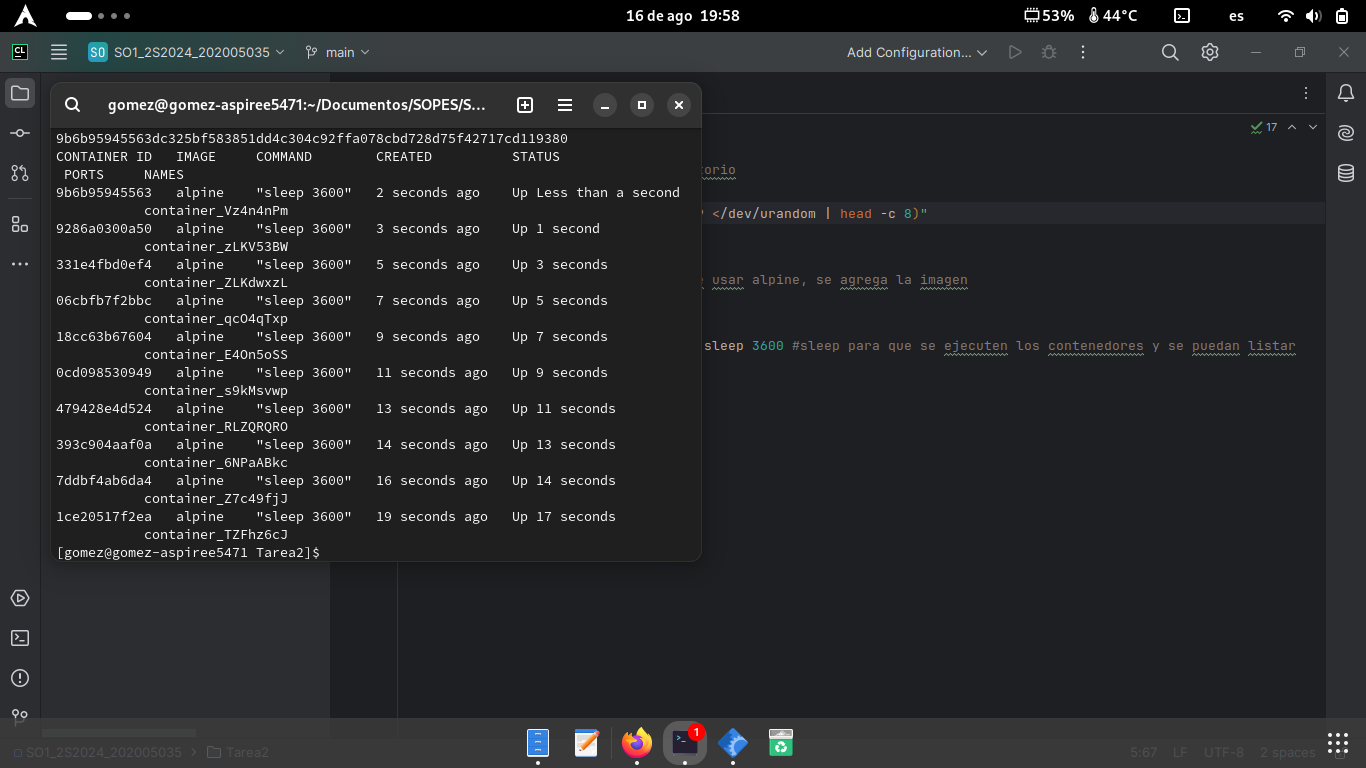 16 de ago 19:58
53% 44°C es
CL SO SO1_2S2024_202005035 main Add Configuration...
gomez@gomez-aspiree5471:~/Documentos/SOPES/S...
9b6b95945563dc325bf583851dd4c304c92ffa078cbd728d75f42717cd119380
CONTAINER ID IMAGE COMMAND CREATED STATUS
PORTS NAMES
9b6b95945563 alpine "sleep 3600" 2 seconds ago Up Less than a second
container_Vz4n4nPm
9286a0300a50 alpine "sleep 3600" 3 seconds ago Up 1 second
container_zLKV53BW
331e4fbd0ef4 alpine "sleep 3600" 5 seconds ago Up 3 seconds
container_ZLKdwxzL
06cbfb7f2bbc alpine "sleep 3600" 7 seconds ago Up 5 seconds
container_qcO4qTxp
18cc63b67604 alpine "sleep 3600" 9 seconds ago Up 7 seconds
container_E4On5oSS
0cd098530949 alpine "sleep 3600" 11 seconds ago Up 9 seconds
container_s9kMsvwp
479428e4d524 alpine "sleep 3600" 13 seconds ago Up 11 seconds
container_RLZQRQRO
393c904aaf0a alpine "sleep 3600" 14 seconds ago Up 13 seconds
container_6NPaABkc
7ddbf4ab6da4 alpine "sleep 3600" 16 seconds ago Up 14 seconds
container_Z7c49fjJ
1ce20517f2ea alpine "sleep 3600" 19 seconds ago Up 17 seconds
container_TZFhz6cJ
[gomez@gomez-aspiree5471 Tarea2]$
17
torio
</dev/urandom | head -c 8)"
usar alpine, se agrega la imagen
sleep 3600 #sleep para que se ejecuten los contenedores y se puedan listar
1
SO1_2S2024_202005035 > Tarea2
5:67 LF UTF-8 2 spaces